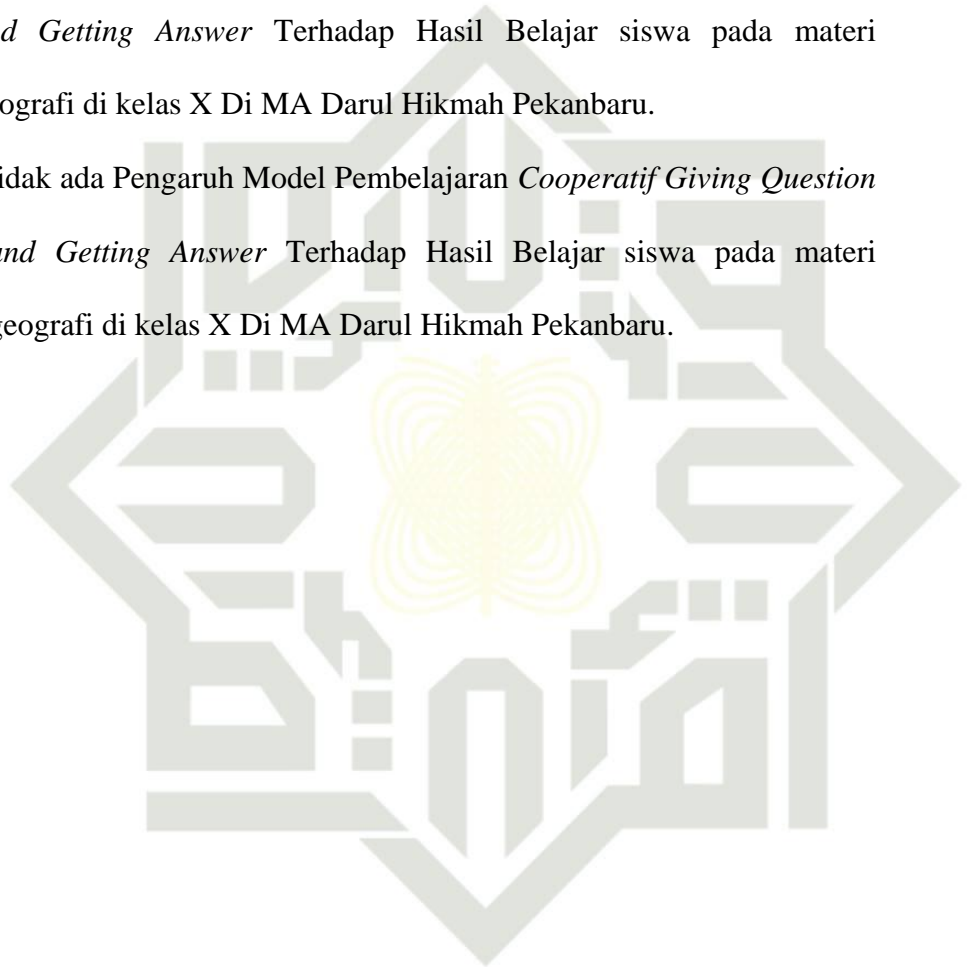 d Getting Answer Terhadap Hasil Belajar siswa pada materi
ografi di kelas X Di MA Darul Hikmah Pekanbaru.
idak ada Pengaruh Model Pembelajaran Cooperatif Giving Question
and Getting Answer Terhadap Hasil Belajar siswa pada materi
geografi di kelas X Di MA Darul Hikmah Pekanbaru.